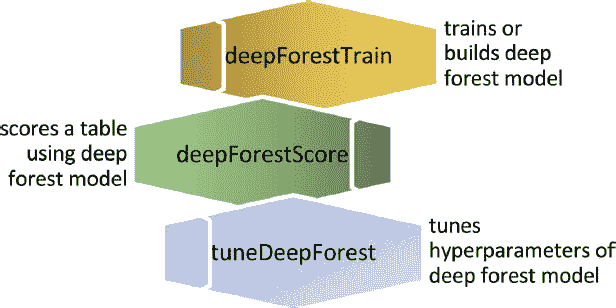 deepForestTrain
trains or
builds deep
forest model
scores a table
using deep
forest model
deepForestScore
tuneDeepForest
tunes
hyperparameters of
deep forest model